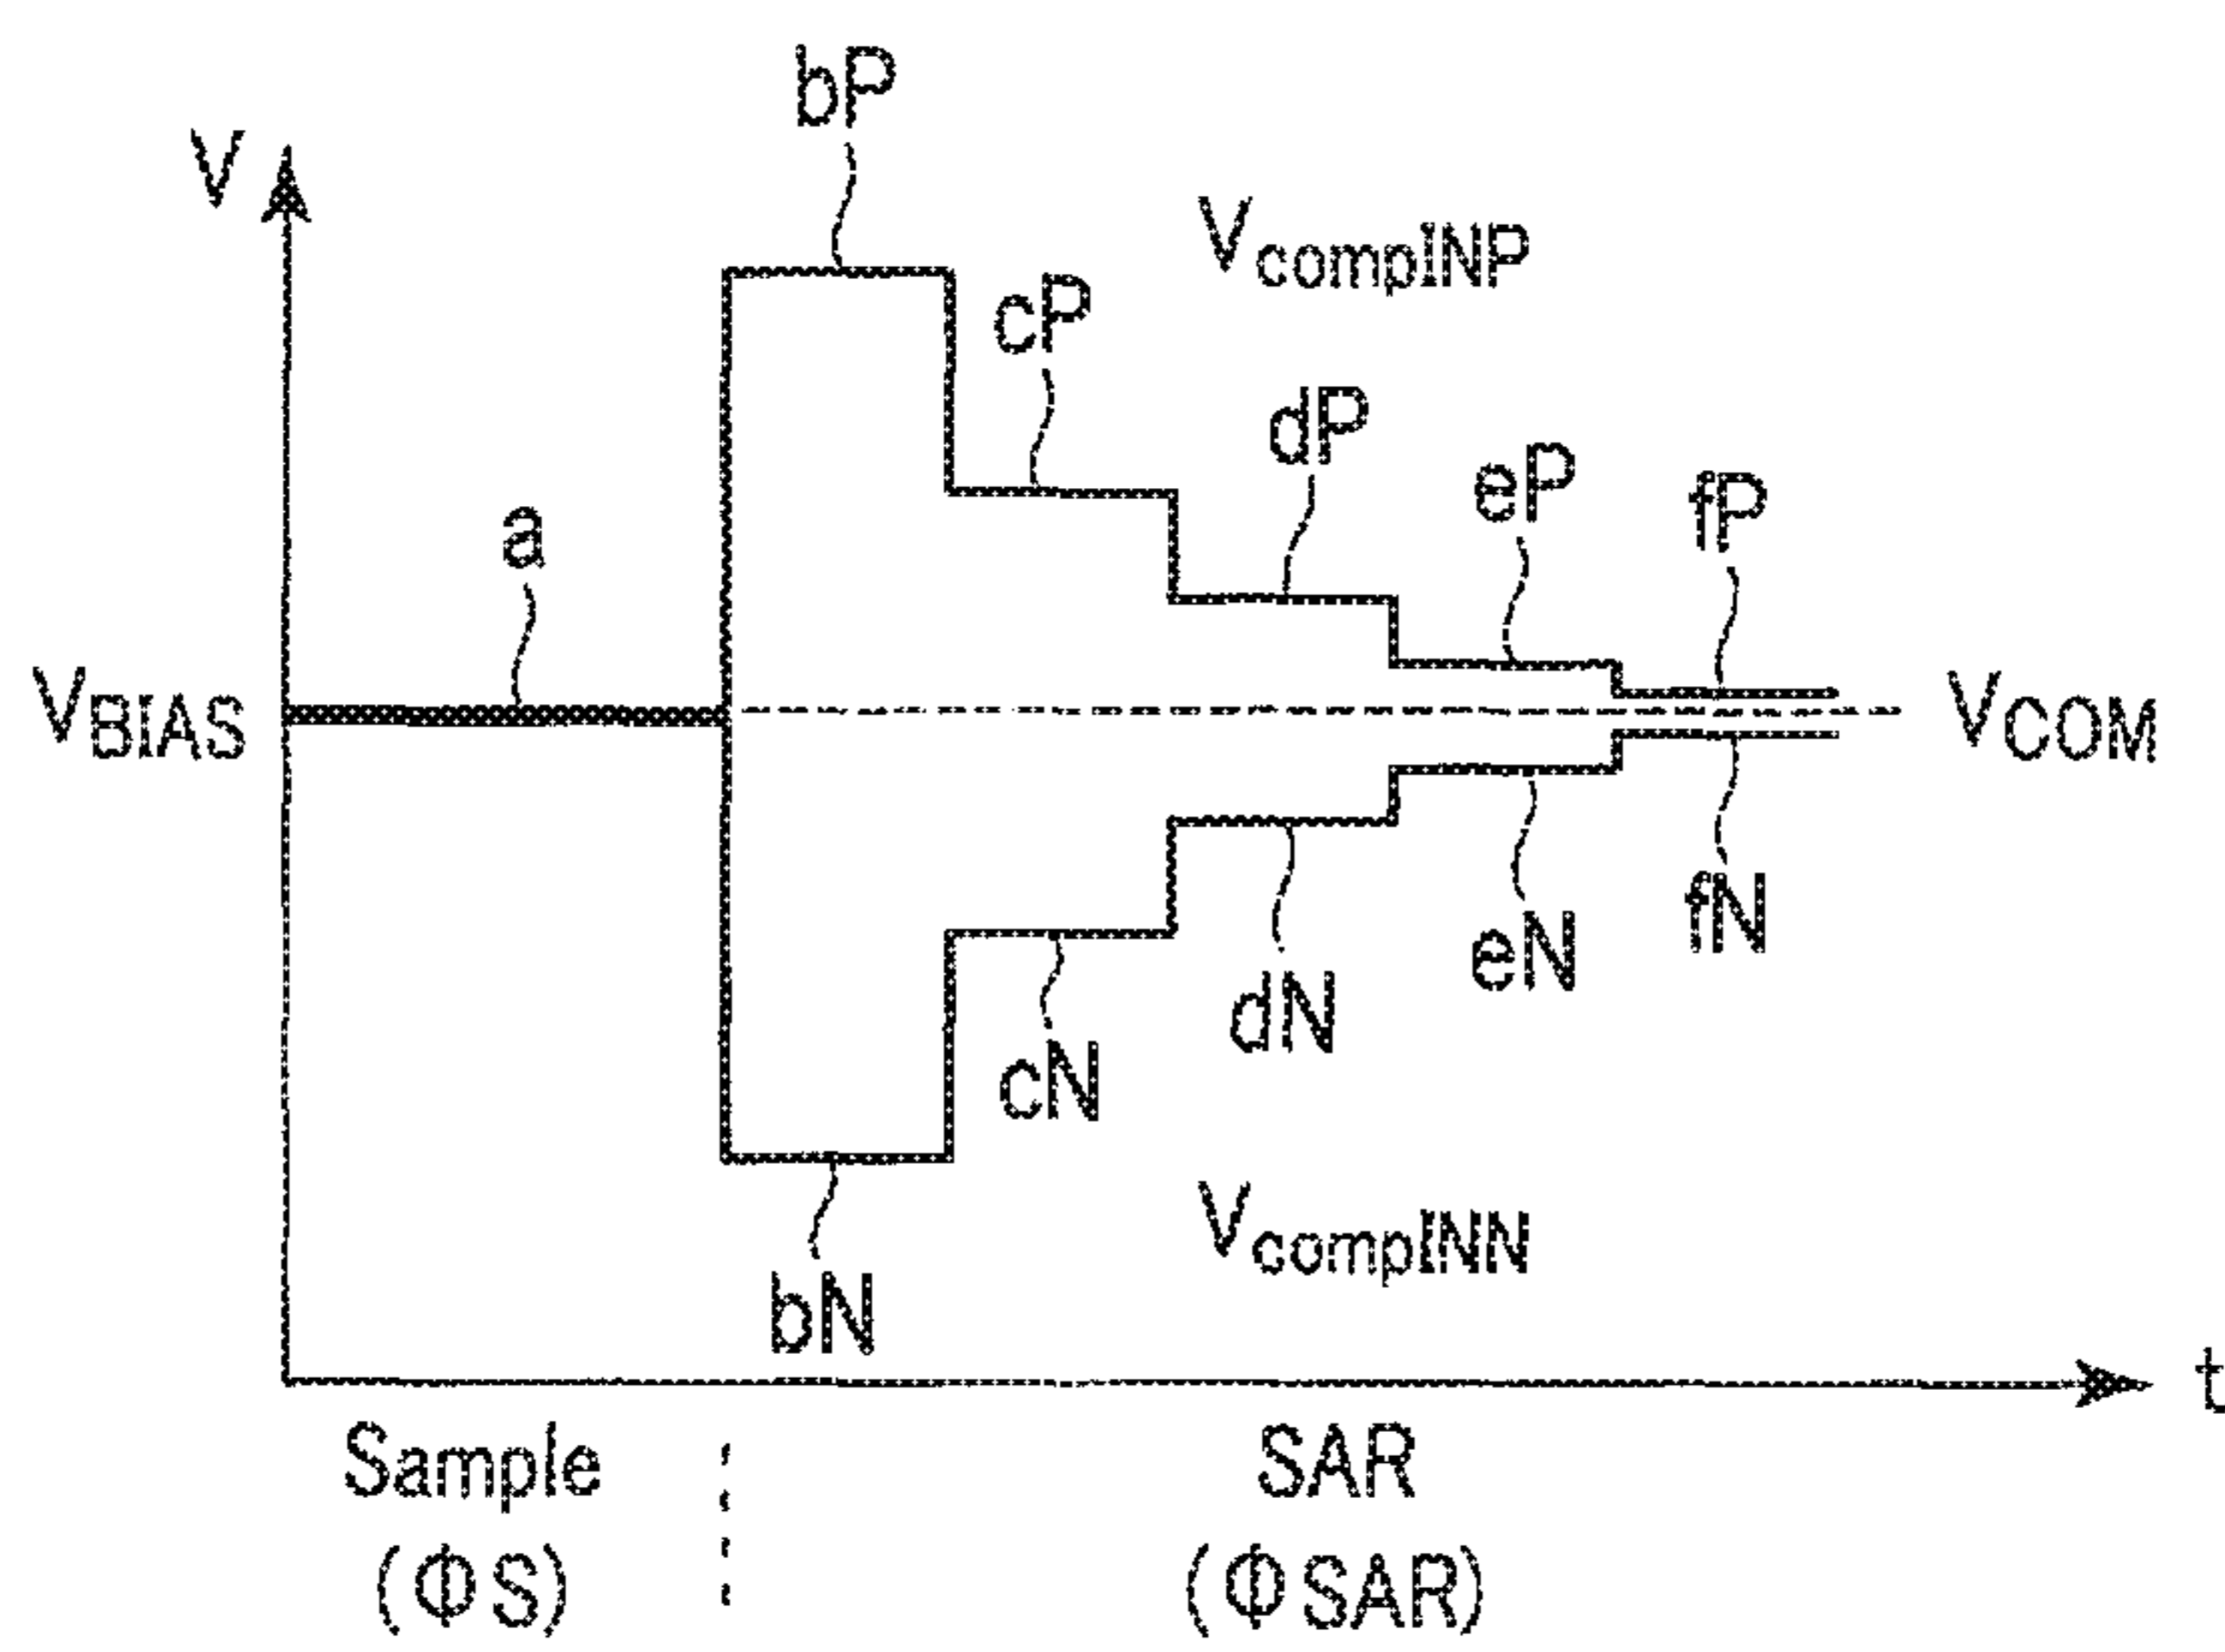 bP
V
VcompINP
cP
dP
eP
fP
a
VBIAS
VCOM
fN
eN
dN
cN
VcompINN
bN
t
Sample
SAR
(ΦS)
(ΦSAR)